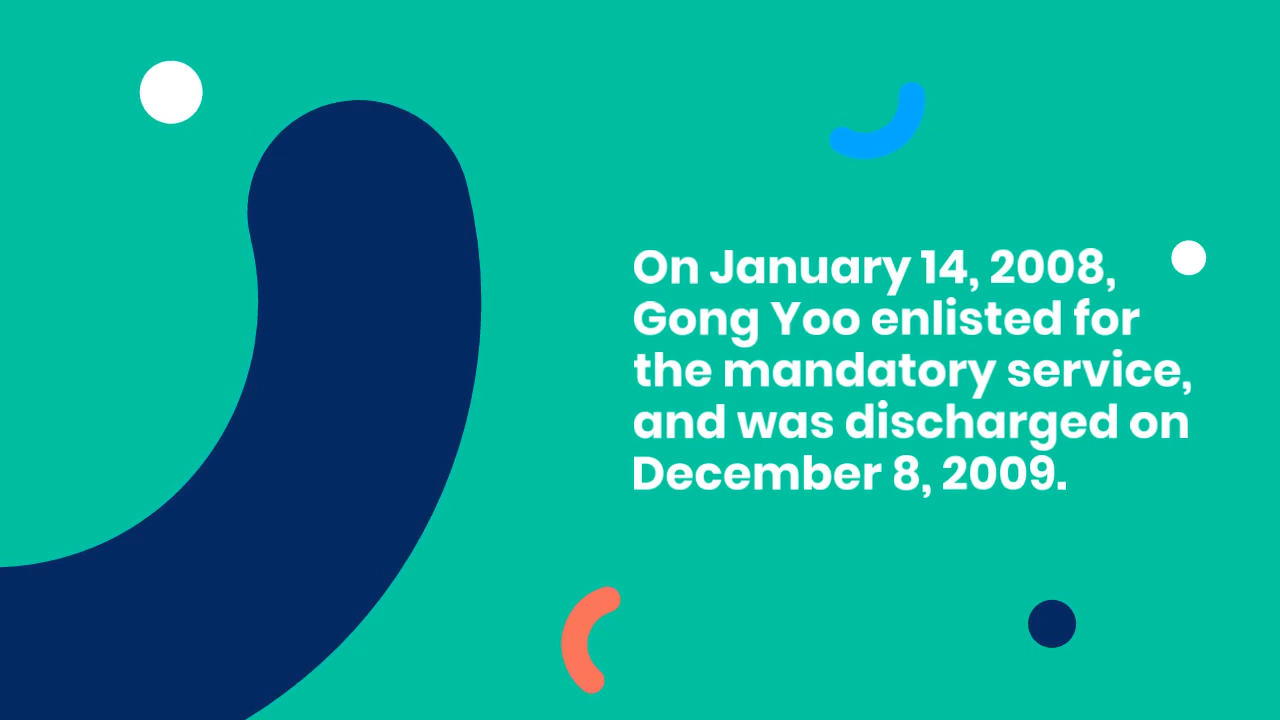 On January 14, 2008,
Gong Yoo enlisted for
the mandatory service,
and was discharged on
December 8, 2009.